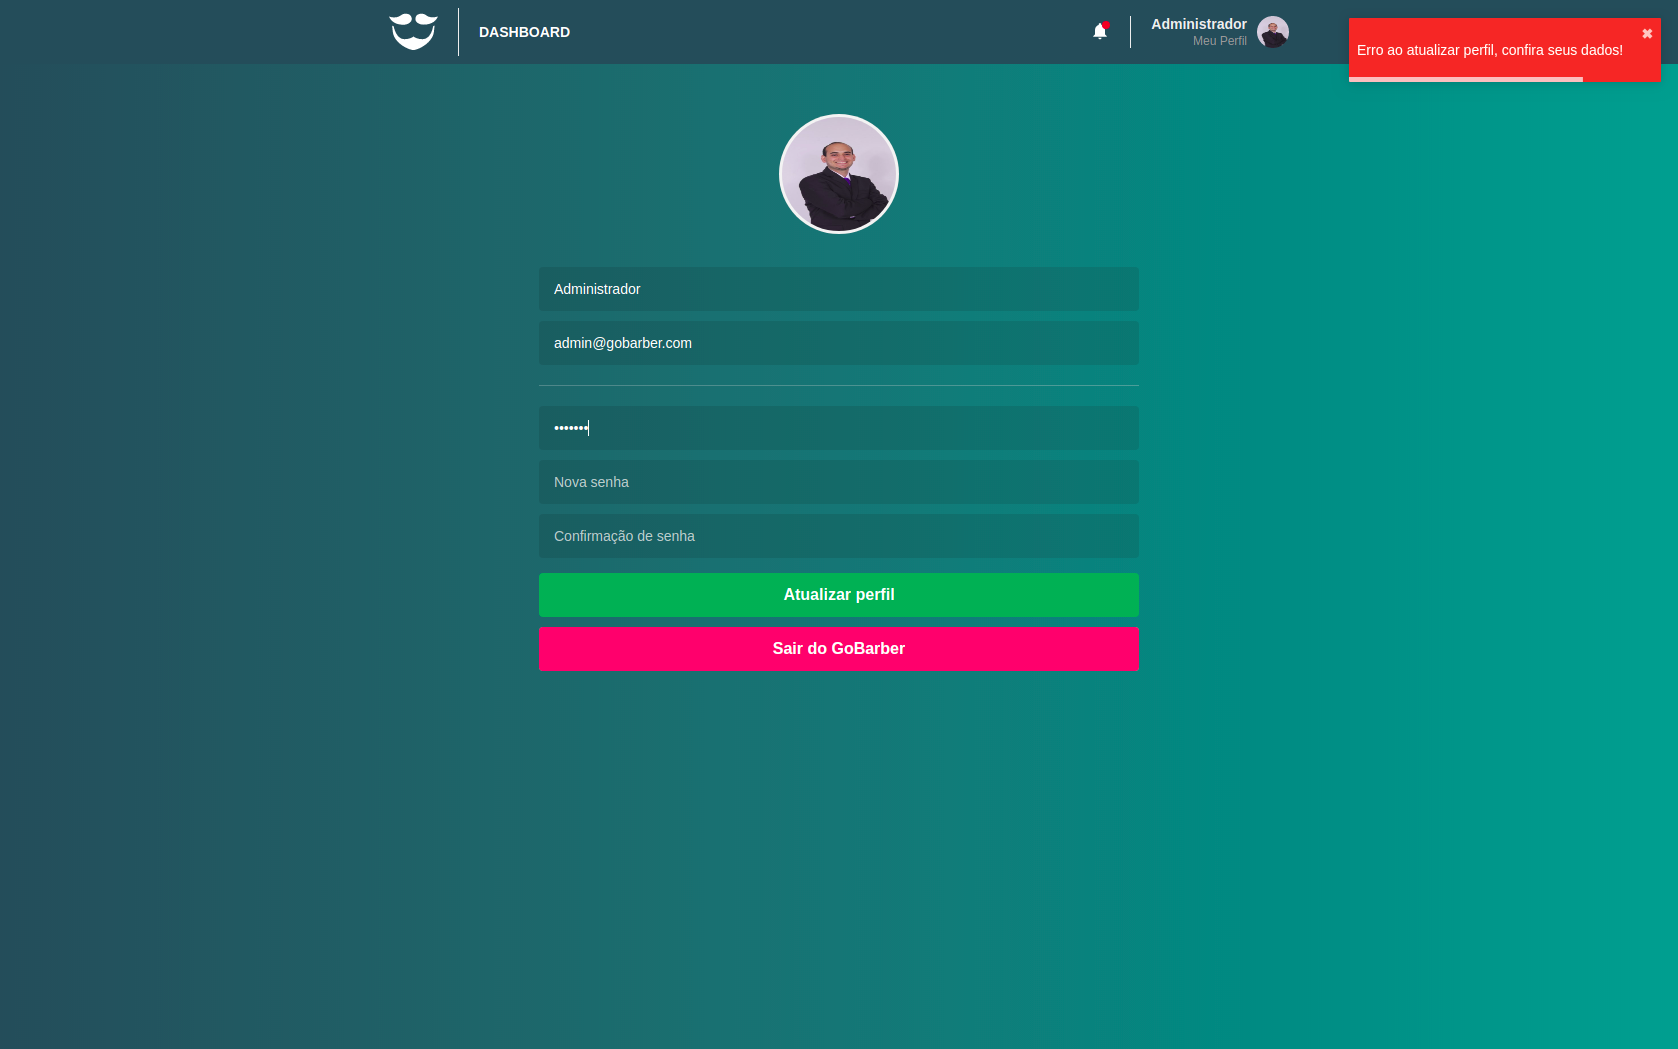 DASHBOARD
Administrador
Meu Perfil
Erro ao atualizar perfil, confira seus dados!
Administrador
admin@gobarber.com
•••••••
Nova senha
Confirmação de senha
Atualizar perfil
Sair do GoBarber